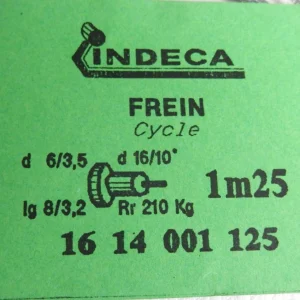 INDECA
FREIN
Cycle
d 6/3,5 d 16/10°
1m25
lg 8/3,2 Rr 210 Kg
16 14 001 125